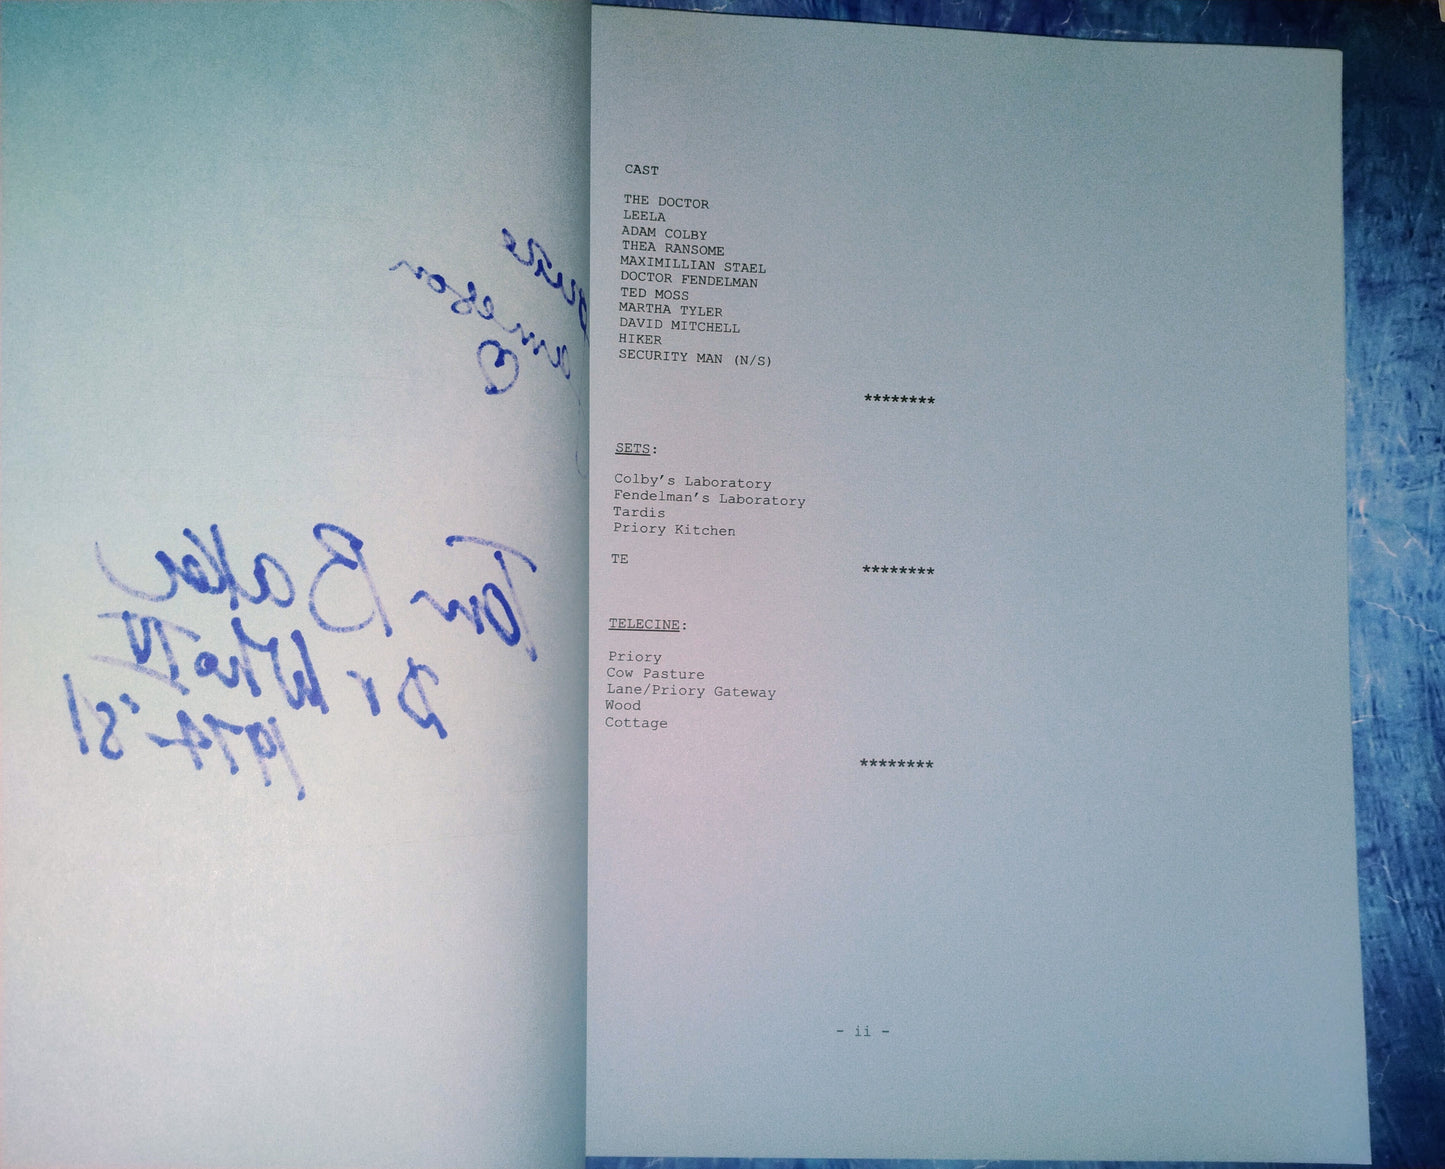 Jameson
Tom Baker
Dr Who IV
1974-'81
CAST
THE DOCTOR
LEELA
ADAM COLBY
THEA RANSOME
MAXIMILLIAN STAEL
DOCTOR FENDELMAN
TED MOSS
MARTHA TYLER
DAVID MITCHELL
HIKER
SECURITY MAN (N/S)
********
SETS:
Colby's Laboratory
Fendelman's Laboratory
Tardis
Priory Kitchen
TE
********
TELECINE:
Priory
Cow Pasture
Lane/Priory Gateway
Wood
Cottage
********
- ii -